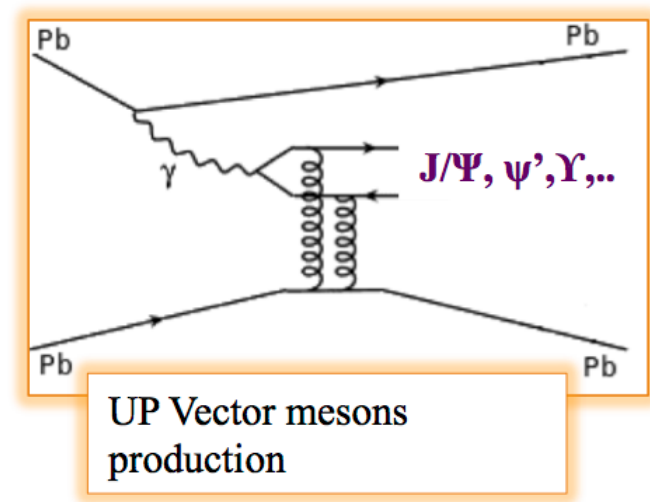 Pb Pb
γ
J/Ψ, ψ’,ϒ,..
Pb Pb
UP Vector mesons
production